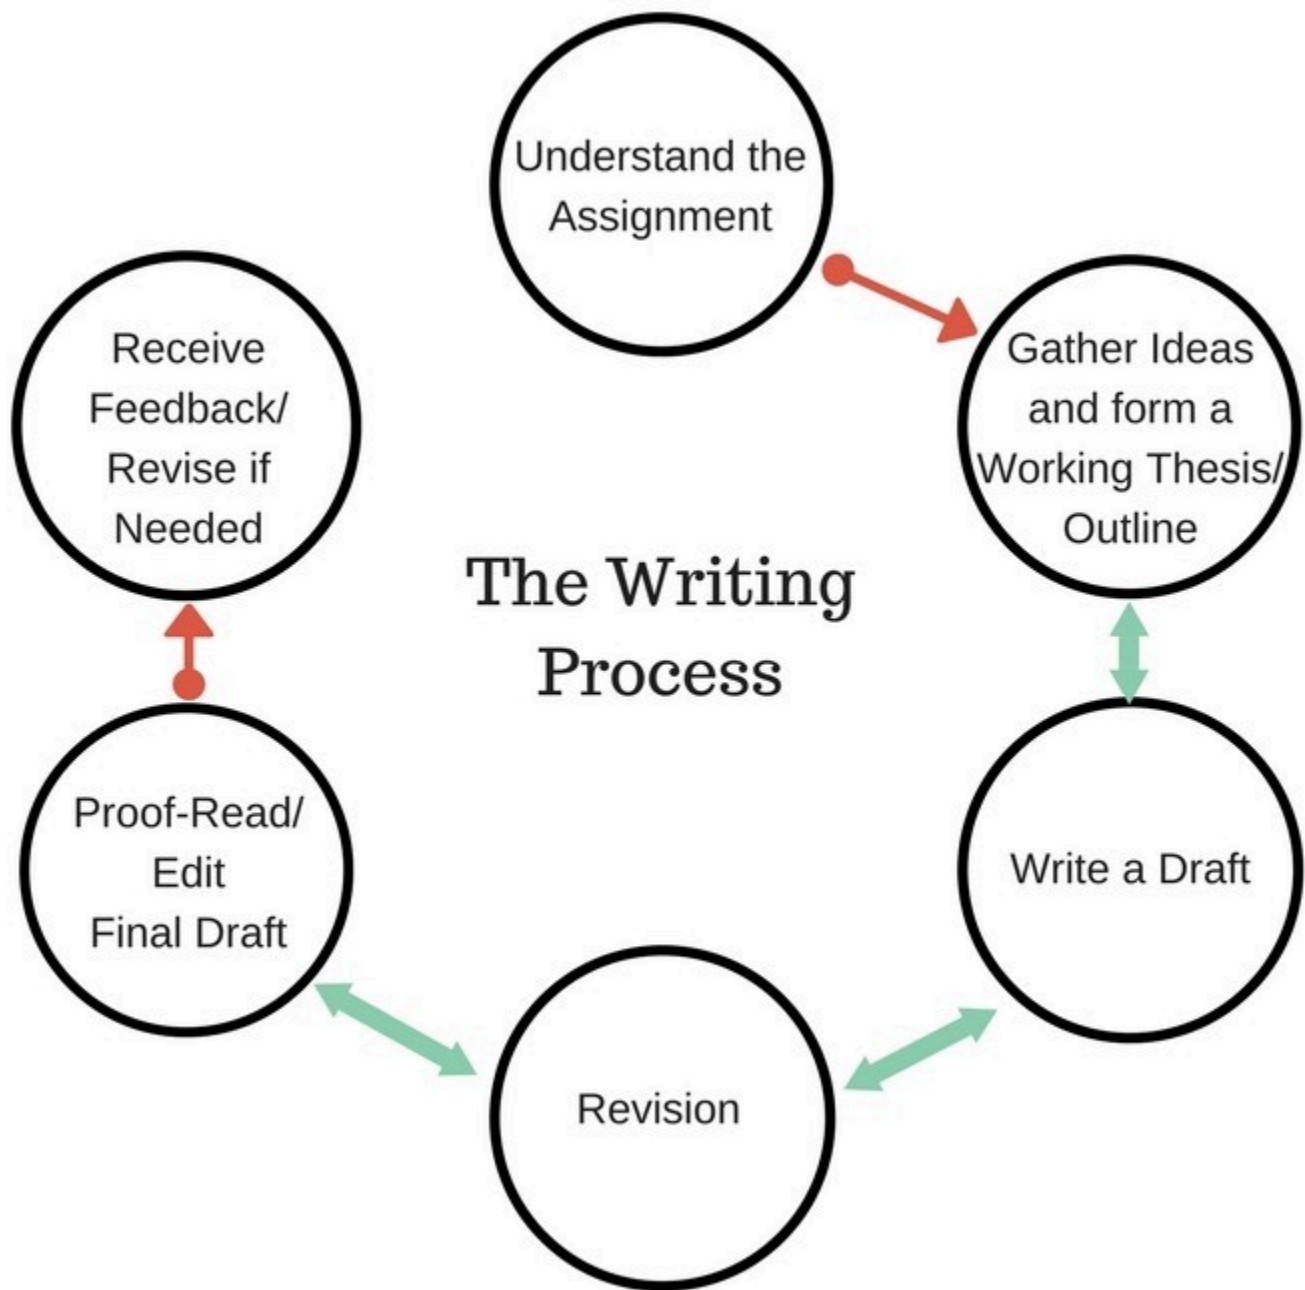 Understand the
Assignment
Gather Ideas
and form a
Working Thesis/
Outline
Write a Draft
Revision
Proof-Read/
Edit
Final Draft
Receive
Feedback/
Revise if
Needed
The Writing
Process